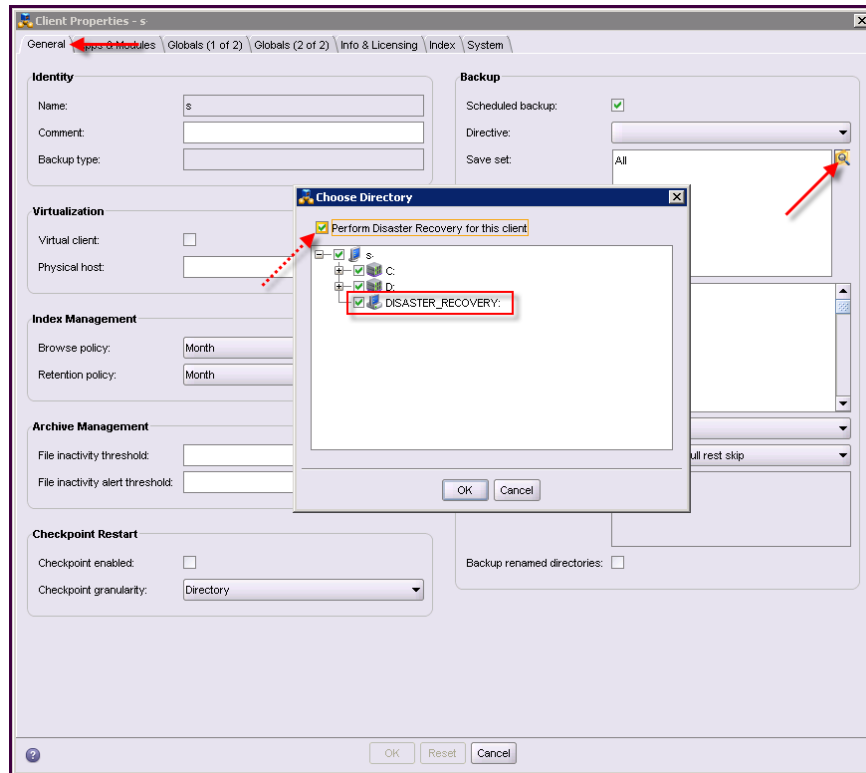 Client Properties - s
General Apps & Modules Globals (1 of 2) Globals (2 of 2) Info & Licensing Index System
Identity
Name: s
Comment:
Backup type:
Virtualization
Virtual client:
Physical host:
Index Management
Browse policy: Month
Retention policy: Month
Archive Management
File inactivity threshold:
File inactivity alert threshold:
Checkpoint Restart
Checkpoint enabled:
Checkpoint granularity: Directory
Backup
Scheduled backup:
Directive:
Save set: All
ull rest skip
Backup renamed directories:
Choose Directory
Perform Disaster Recovery for this client
s
C:
D:
DISASTER_RECOVERY:
OK Cancel
OK Reset Cancel